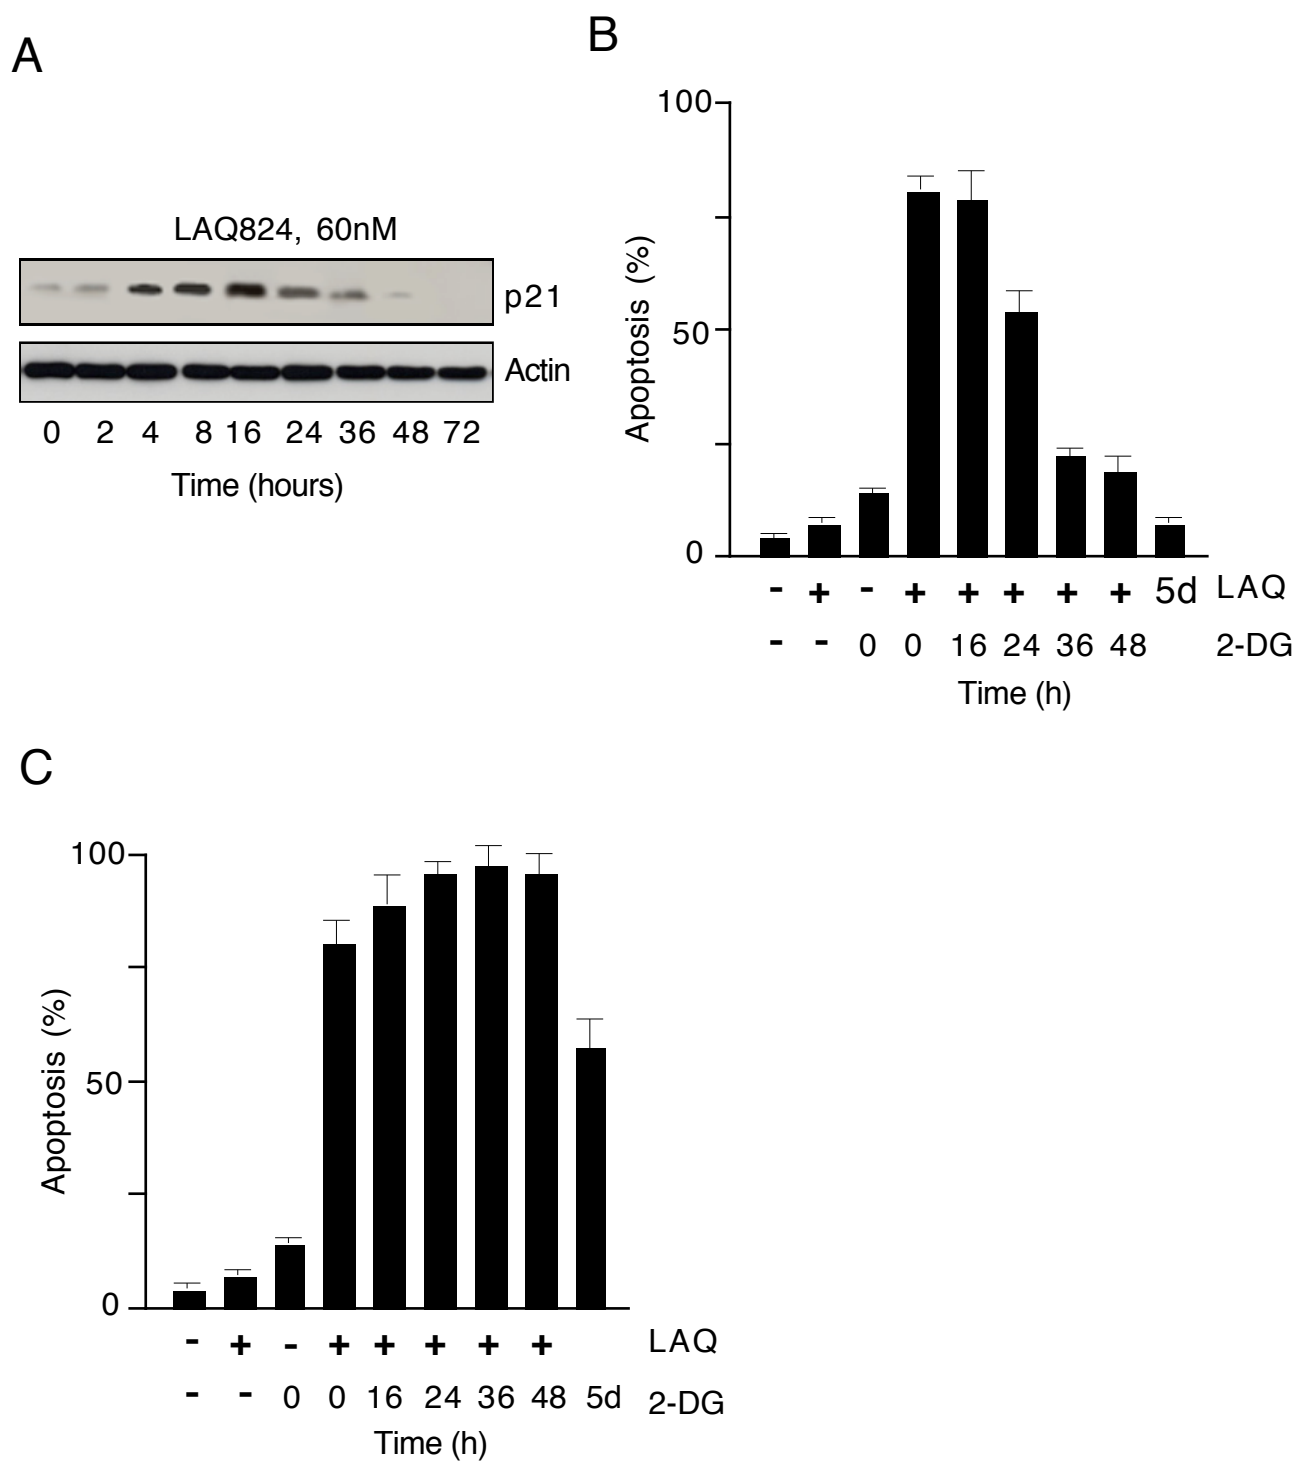 A
LAQ824, 60nM
p21
Actin
0 2 4 8 16 24 36 48 72
Time (hours)
B
100
50
0
Apoptosis (%)
- + - + + + + + 5d LAQ
- - 0 0 16 24 36 48 2-DG
Time (h)
C
100
50
0
Apoptosis (%)
- + - + + + + + LAQ
- - 0 0 16 24 36 48 5d 2-DG
Time (h)